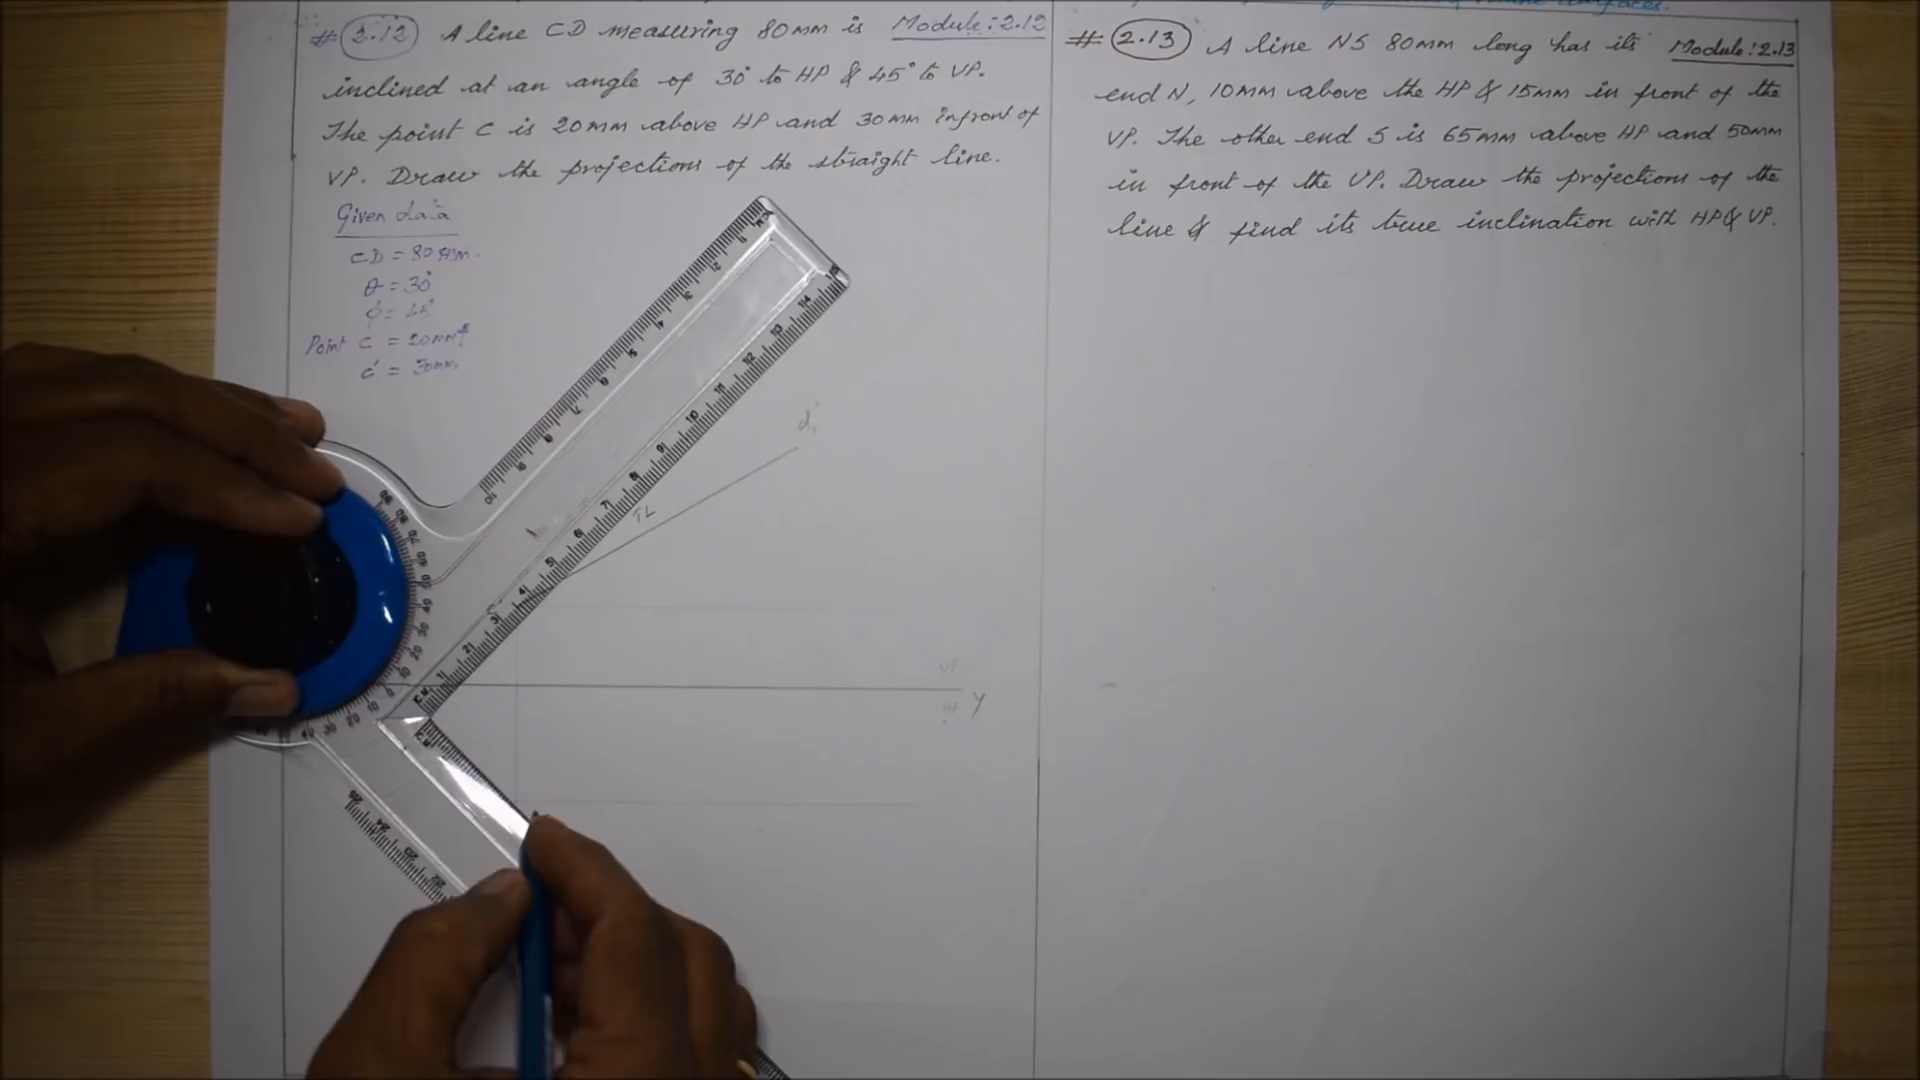 # 2.12 A line CD measuring 80mm is Module: 2.12
inclined at an angle of 30° to HP & 45° to VP.
The point C is 20mm above HP and 30mm infront of
VP. Draw the projections of the straight line.
Given data
CD = 80mm.
θ = 30°
φ = 45°
Point C = 20mm↑
c' = 30mm
d₁'
TL
VP
HP
Y
# 2.13 A line NS 80mm long has its Module: 2.13
end N, 10mm above the HP & 15mm in front of the
VP. The other end S is 65mm above HP and 50mm
in front of the VP. Draw the projections of the
line & find its true inclination with HP & VP.